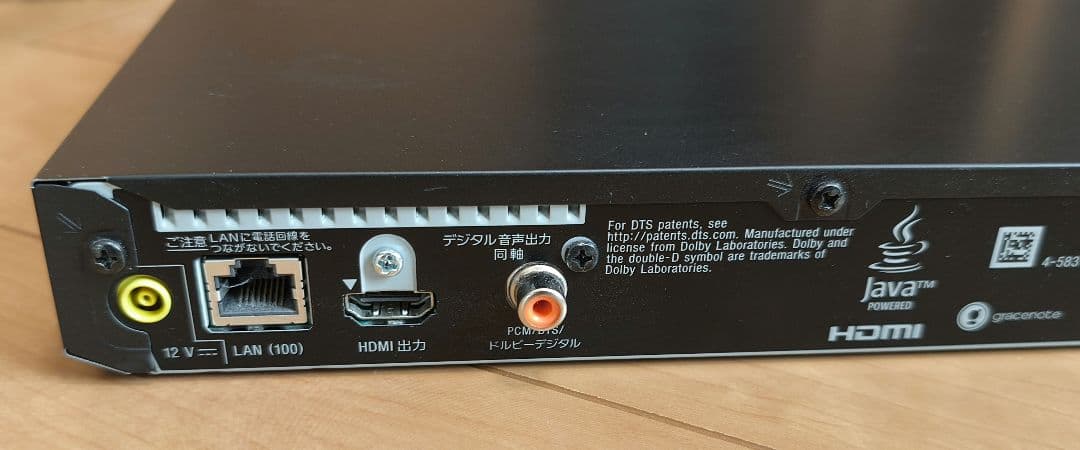 ご注意 LANに電話回線を
つながないでください。
12 V
LAN (100)
HDMI 出力
デジタル音声出力
同軸
PCM/DTS/
ドルビーデジタル
For DTS patents, see
http://patents.dts.com. Manufactured under
license from Dolby Laboratories. Dolby and
the double-D symbol are trademarks of
Dolby Laboratories.
Java™
POWERED
HDMI
4-583
gracenote